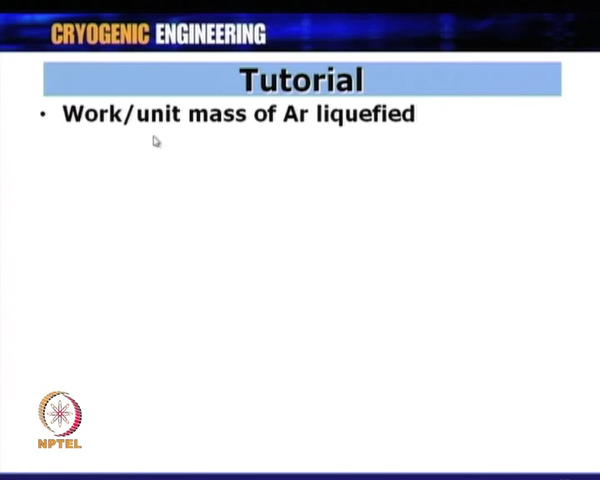 CRYOGENIC ENGINEERING
Tutorial
• Work/unit mass of Ar liquefied
NPTEL